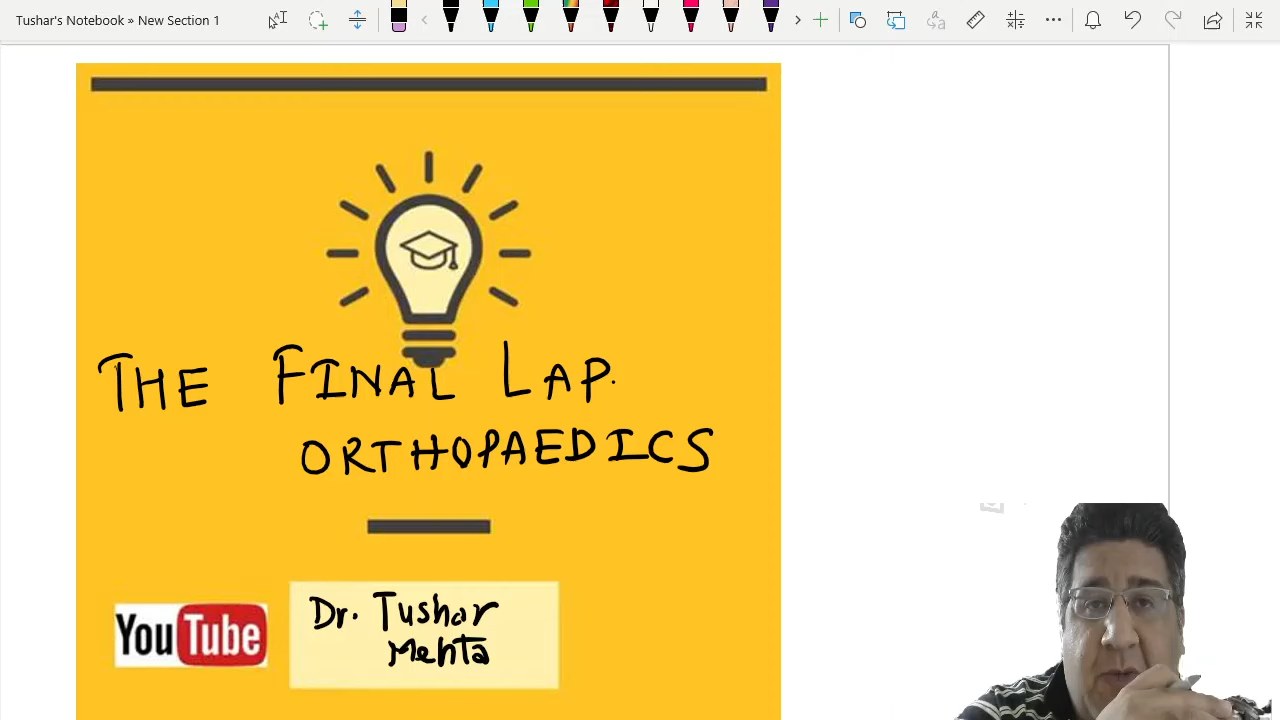 Tushar's Notebook » New Section 1
THE FINAL LAP.
ORTHOPAEDICS
YouTube
Dr. Tushar
Mehta